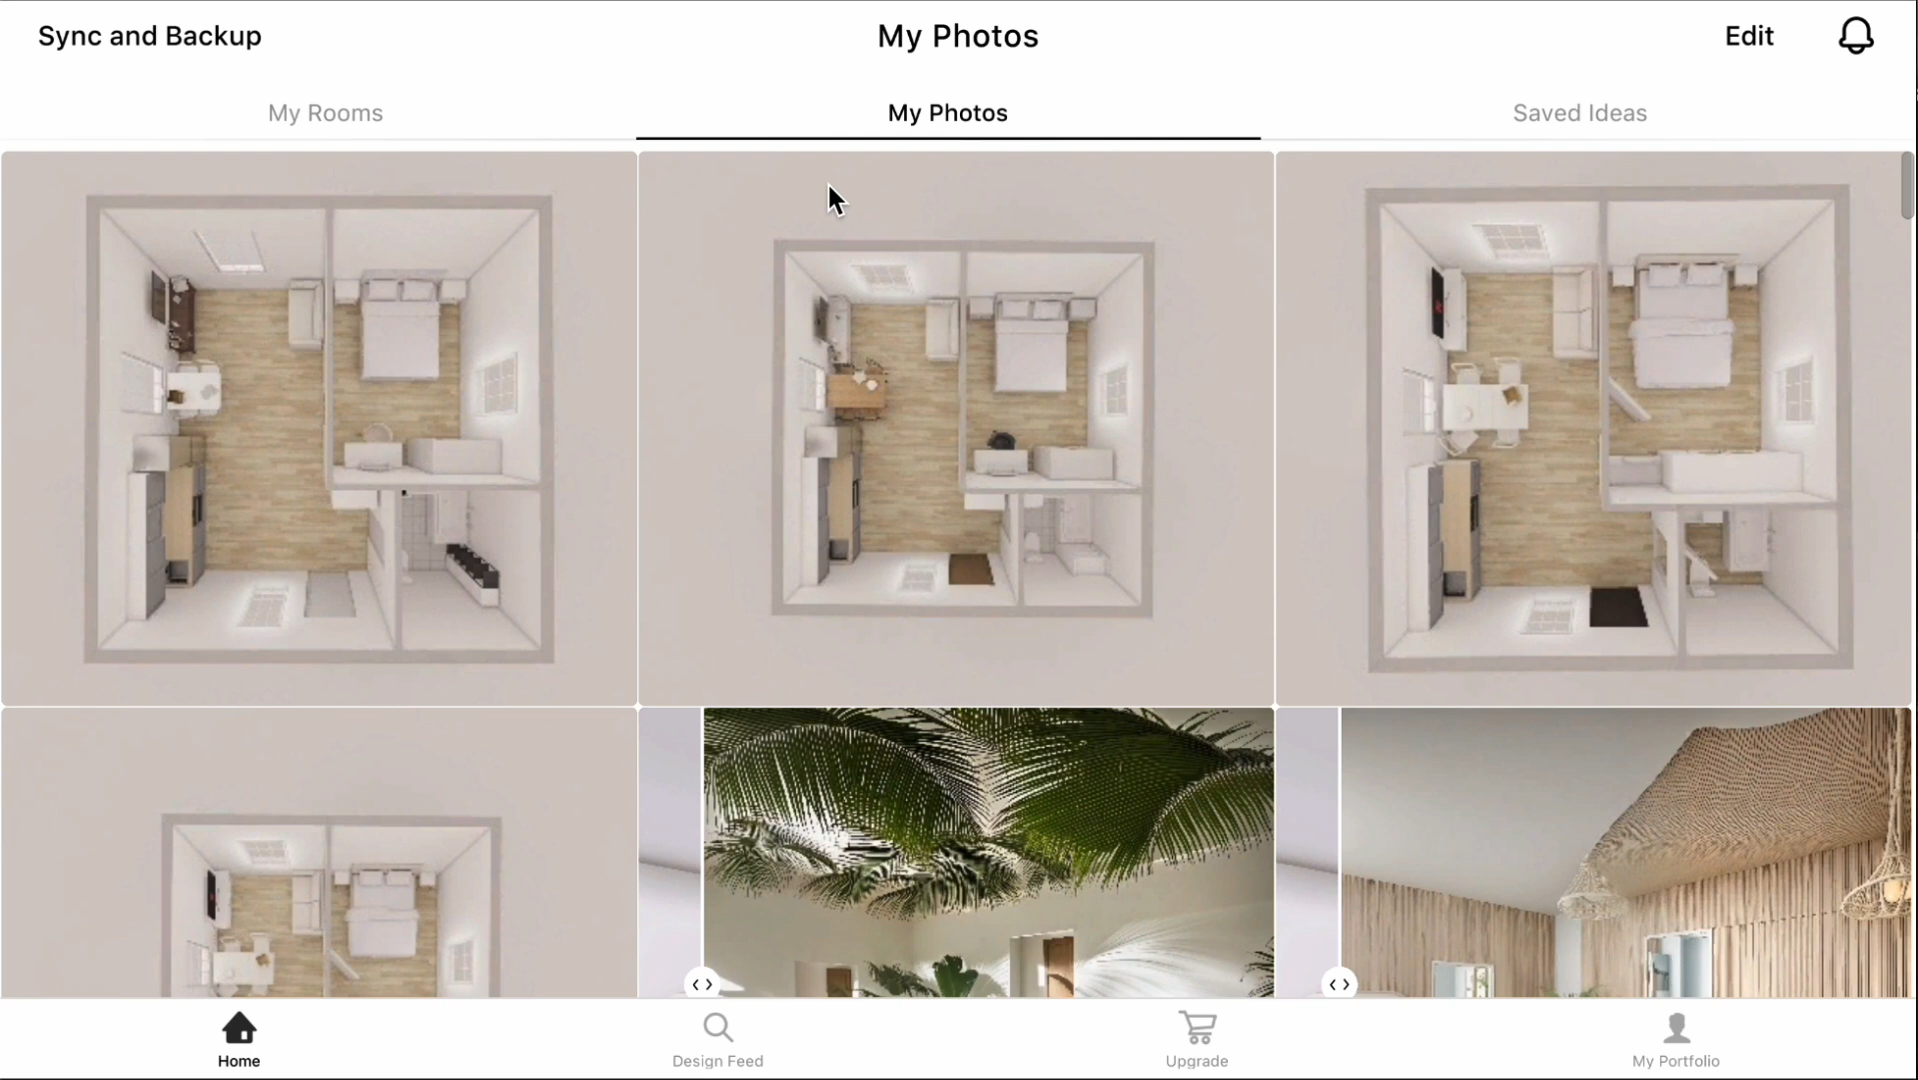 Sync and Backup
My Photos
Edit
My Rooms
My Photos
Saved Ideas
Home
Design Feed
Upgrade
My Portfolio